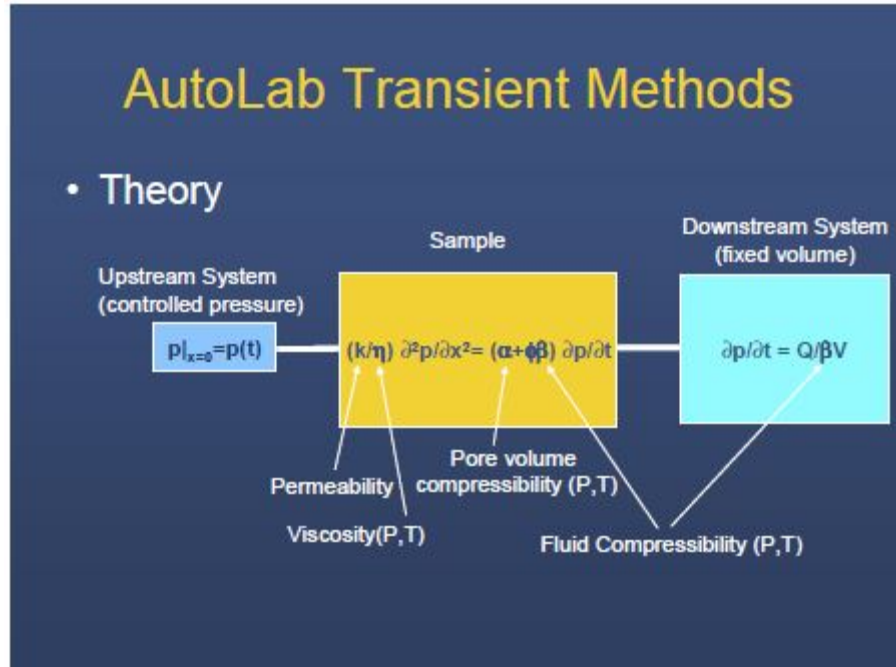 AutoLab Transient Methods
• Theory
Upstream System
(controlled pressure)
p|ₓ₌₀=p(t)
Sample
(k/η) ∂²p/∂x²= (α+ϕβ) ∂p/∂t
Downstream System
(fixed volume)
∂p/∂t = Q/βV
Permeability
Viscosity(P,T)
Pore volume
compressibility (P,T)
Fluid Compressibility (P,T)